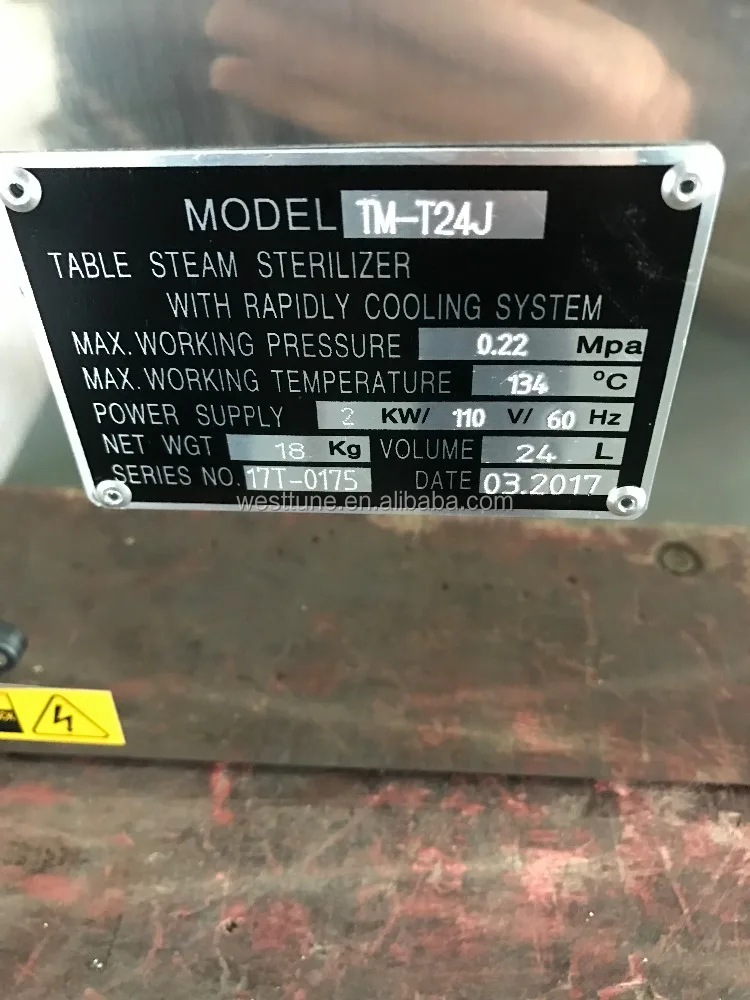 MODEL TM-T24J
TABLE STEAM STERILIZER
WITH RAPIDLY COOLING SYSTEM
MAX. WORKING PRESSURE 0.22 Mpa
MAX. WORKING TEMPERATURE 134 °C
POWER SUPPLY 2 KW/ 110 V/ 60 Hz
NET WGT 18 Kg VOLUME 24 L
SERIES NO. 17T-0175 DATE 03.2017
westtune.en.alibaba.com